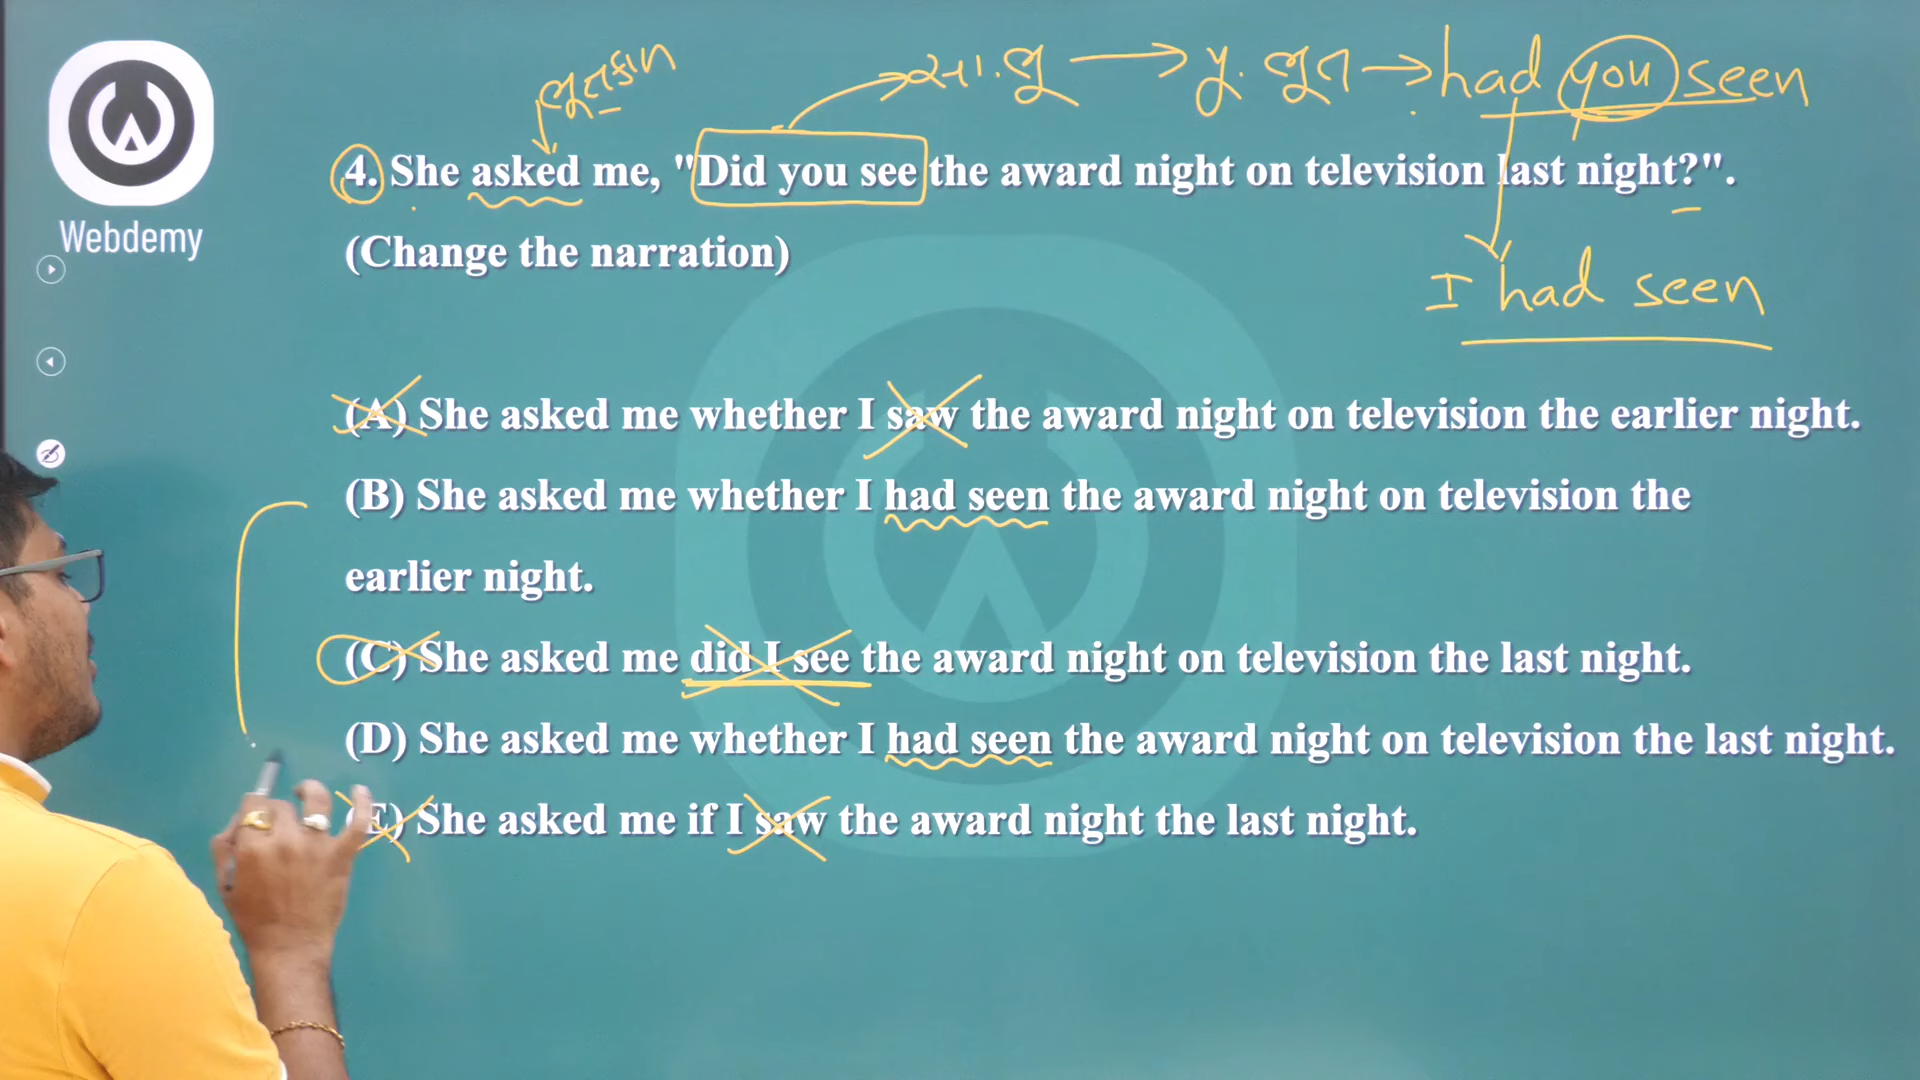 ભૂતકાળ
સા. ભૂ → પૂ. ભૂત → had you seen
Webdemy
4. She asked me, "Did you see the award night on television last night?".
(Change the narration)
I had seen
(A) She asked me whether I saw the award night on television the earlier night.
(B) She asked me whether I had seen the award night on television the
earlier night.
(C) She asked me did I see the award night on television the last night.
(D) She asked me whether I had seen the award night on television the last night.
(E) She asked me if I saw the award night the last night.